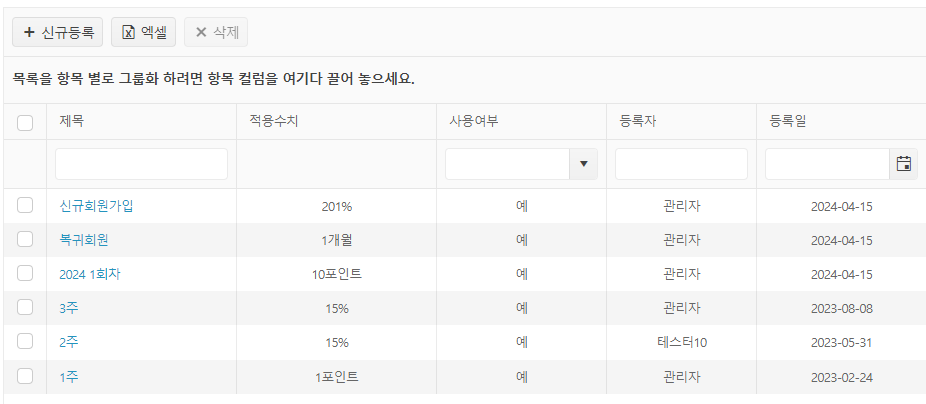 신규등록 엑셀 삭제
목록을 항목 별로 그룹화 하려면 항목 컬럼을 여기다 끌어 놓으세요.
제목 적용수치 사용여부 등록자 등록일
신규회원가입 201% 예 관리자 2024-04-15
복귀회원 1개월 예 관리자 2024-04-15
2024 1회차 10포인트 예 관리자 2024-04-15
3주 15% 예 관리자 2023-08-08
2주 15% 예 테스터10 2023-05-31
1주 1포인트 예 관리자 2023-02-24